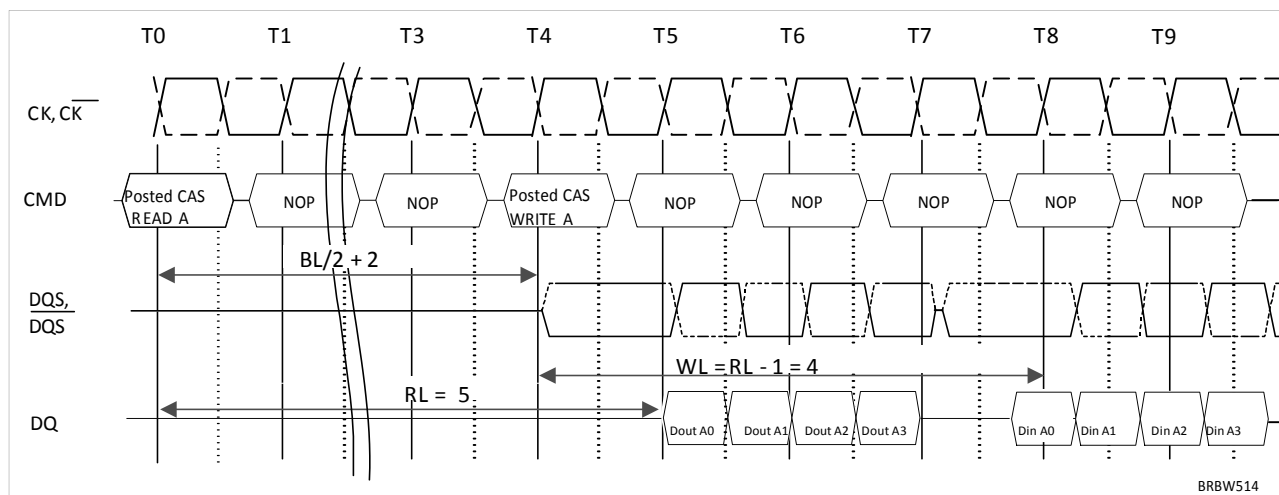 T0 T1 T3 T4 T5 T6 T7 T8 T9
CK, CK
CMD
Posted CAS
READ A
NOP
NOP
Posted CAS
WRITE A
NOP
NOP
NOP
NOP
NOP
BL/2 + 2
DQS,
DQS
WL = RL - 1 = 4
RL = 5
DQ
Dout A0 Dout A1 Dout A2 Dout A3 Din A0 Din A1 Din A2 Din A3
BRBW514